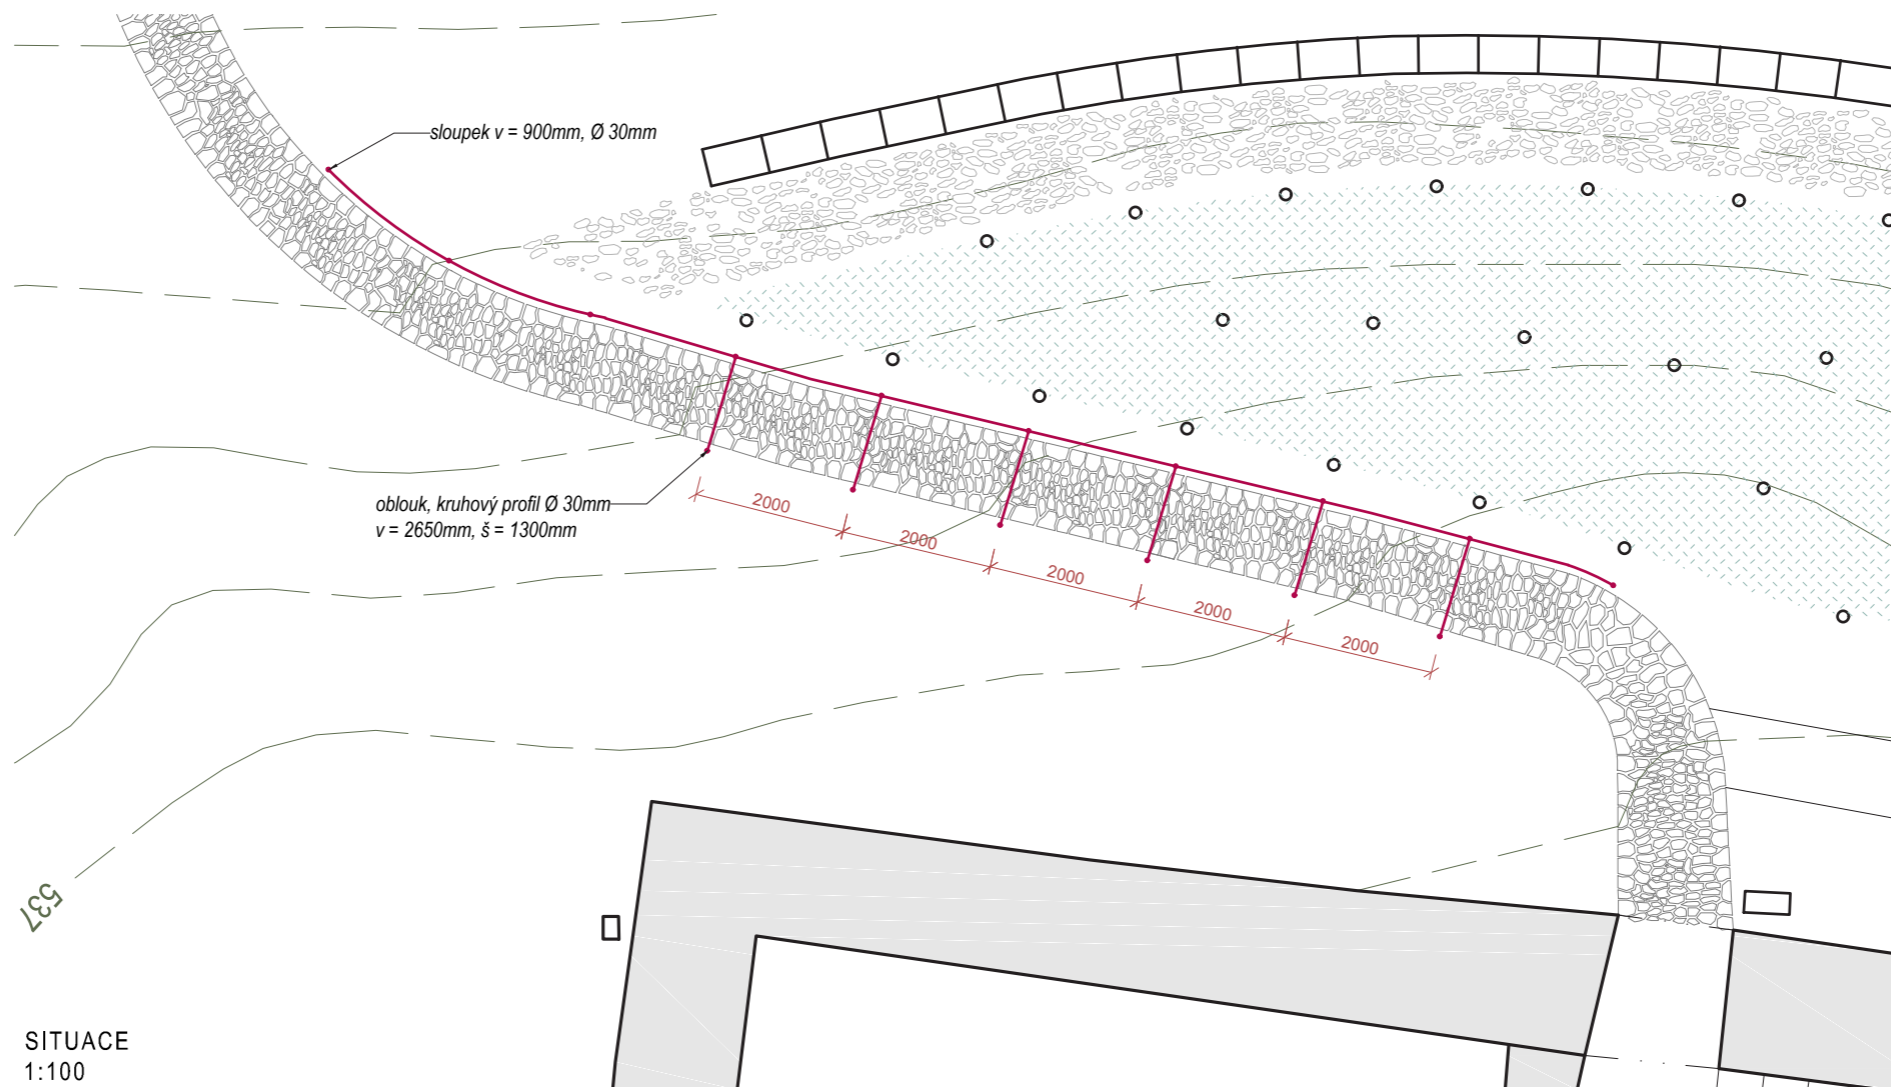 sloupek v = 900mm, Ø 30mm
oblouk, kruhový profil Ø 30mm
v = 2650mm, š = 1300mm
2000
2000
2000
2000
2000
537
SITUACE
1:100